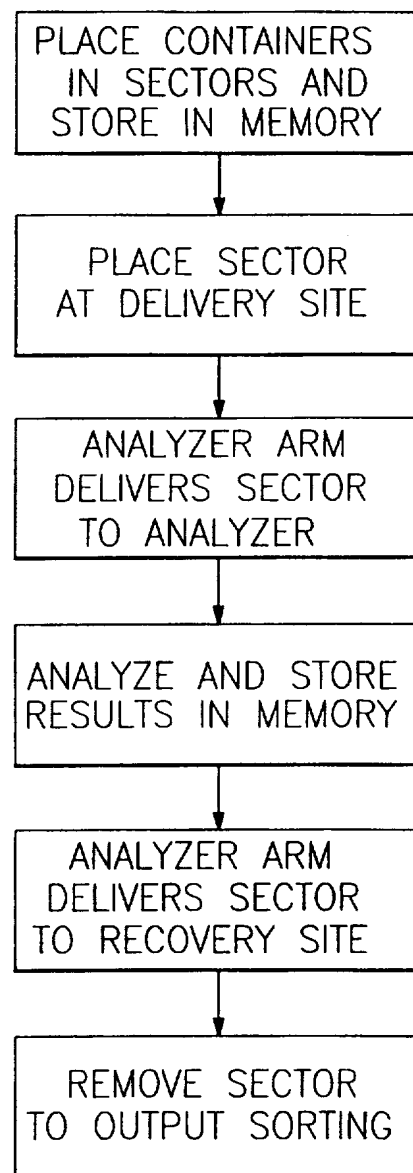 PLACE CONTAINERS
IN SECTORS AND
STORE IN MEMORY
PLACE SECTOR
AT DELIVERY SITE
ANALYZER ARM
DELIVERS SECTOR
TO ANALYZER
ANALYZE AND STORE
RESULTS IN MEMORY
ANALYZER ARM
DELIVERS SECTOR
TO RECOVERY SITE
REMOVE SECTOR
TO OUTPUT SORTING